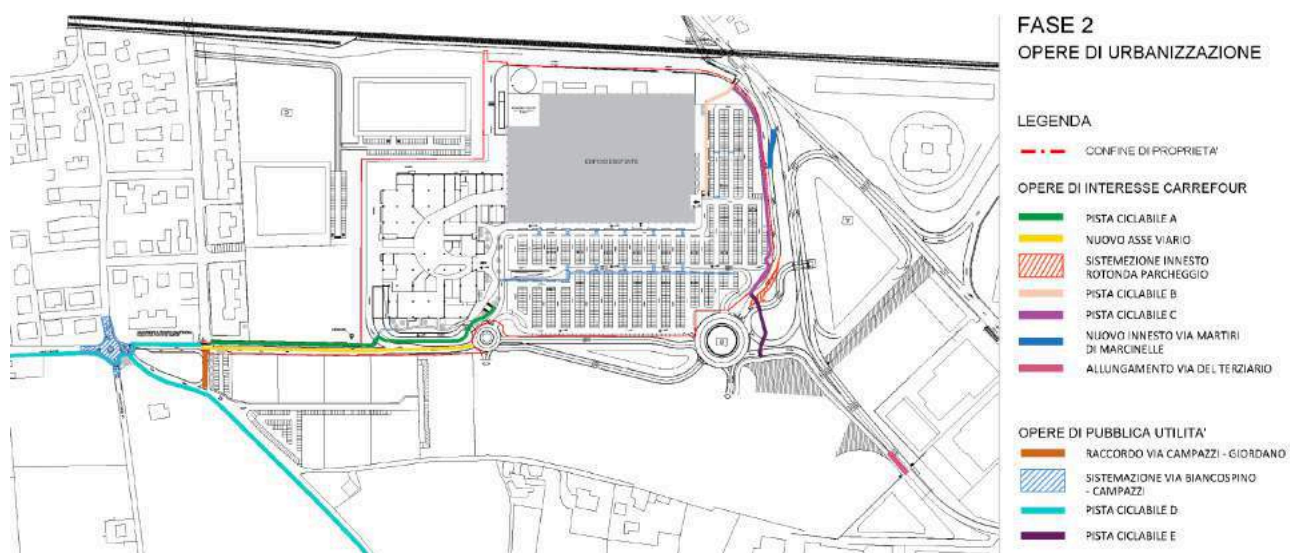 FASE 2
OPERE DI URBANIZZAZIONE
LEGENDA
CONFINE DI PROPRIETA'
OPERE DI INTERESSE CARREFOUR
PISTA CICLABILE A
NUOVO ASSE VIARIO
SISTEMEZIONE INNESTO
ROTONDA PARCHEGGIO
PISTA CICLABILE B
PISTA CICLABILE C
NUOVO INNESTO VIA MARTIRI
DI MARCINELLE
ALLUNGAMENTO VIA DEL TERZIARIO
OPERE DI PUBBLICA UTILITA'
RACCORDO VIA CAMPAZZI - GIORDANO
SISTEMAZIONE VIA BIANCOSPINO
- CAMPAZZI
PISTA CICLABILE D
PISTA CICLABILE E